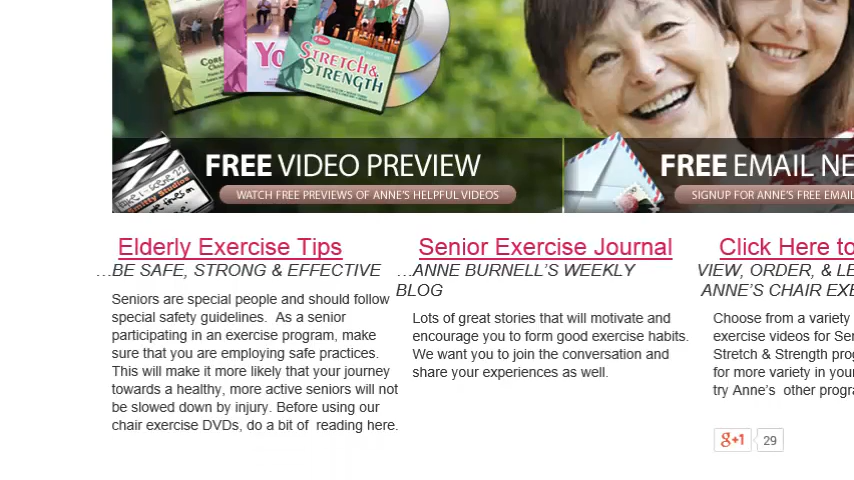 STRETCH&
STRENGTH
FREE VIDEO PREVIEW
WATCH FREE PREVIEWS OF ANNE'S HELPFUL VIDEOS
FREE EMAIL NE
SIGNUP FOR ANNE'S FREE EMAIL
Elderly Exercise Tips
...BE SAFE, STRONG & EFFECTIVE
Seniors are special people and should follow
special safety guidelines.  As a senior
participating in an exercise program, make
sure that you are employing safe practices.
This will make it more likely that your journey
towards a healthy, more active seniors will not
be slowed down by injury. Before using our
chair exercise DVDs, do a bit of  reading here.
Senior Exercise Journal
...ANNE BURNELL'S WEEKLY
BLOG
Lots of great stories that will motivate and
encourage you to form good exercise habits.
We want you to join the conversation and
share your experiences as well.
Click Here to
VIEW, ORDER, & LE
ANNE'S CHAIR EXE
Choose from a variety
exercise videos for Sen
Stretch & Strength prog
for more variety in your
try Anne's  other progra
g+1 29